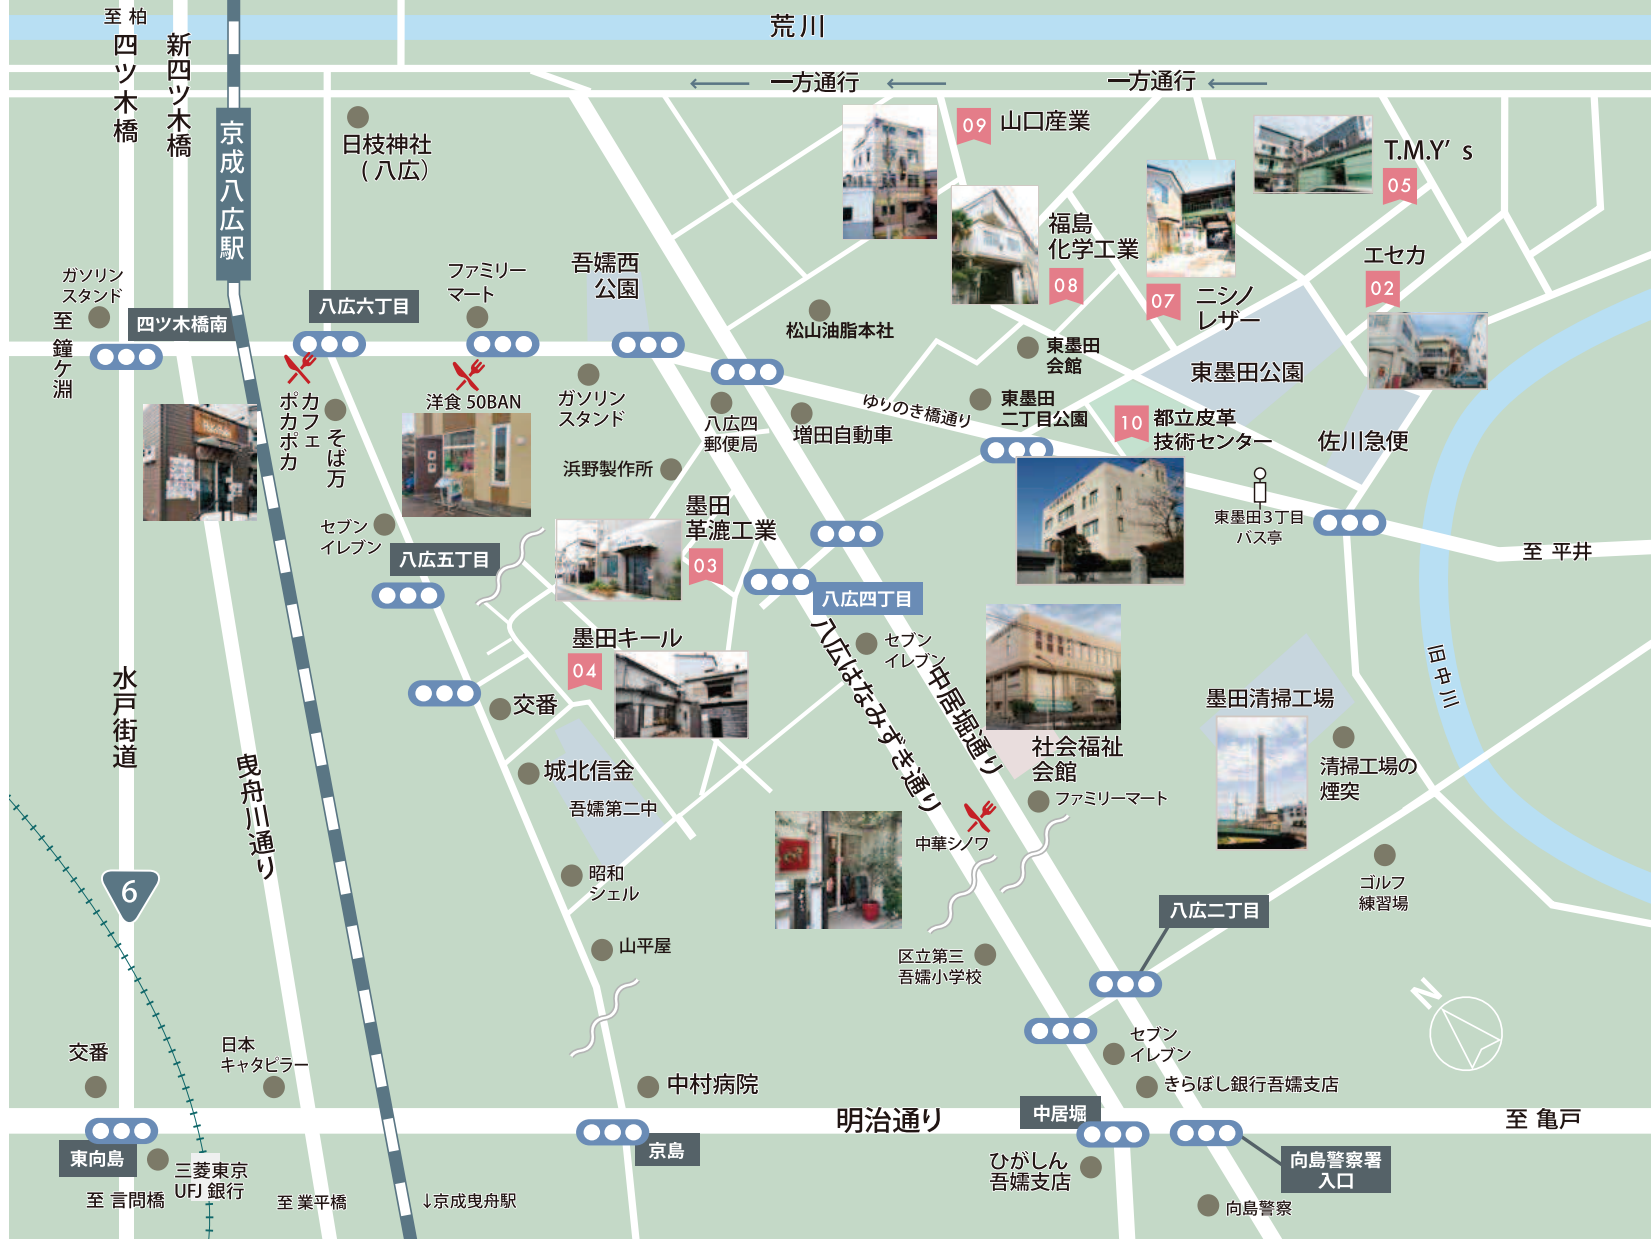 至 柏
四ツ木橋
新四ツ木橋
荒川
一方通行
一方通行
京成八広駅
日枝神社
（八広）
09
山口産業
T.M.Y's
05
福島
化学工業
08
07
ニシノ
レザー
エセカ
02
ガソリン
スタンド
至 鐘ケ淵
四ツ木橋南
八広六丁目
ファミリー
マート
吾嬬西
公園
松山油脂本社
東墨田
会館
東墨田公園
カフェ
ポカポカ
そば万
洋食 50BAN
ガソリン
スタンド
八広四
郵便局
増田自動車
ゆりのき橋通り
東墨田
二丁目公園
10
都立皮革
技術センター
佐川急便
浜野製作所
墨田
革漉工業
03
セブン
イレブン
八広五丁目
東墨田3丁目
バス亭
至 平井
八広四丁目
墨田キール
04
セブン
イレブン
八広はなみずき通り
中居堀通り
旧中川
水戸街道
交番
城北信金
吾嬬第二中
社会福祉
会館
ファミリーマート
墨田清掃工場
清掃工場の
煙突
曳舟川通り
中華シノワ
昭和
シェル
ゴルフ
練習場
6
山平屋
区立第三
吾嬬小学校
八広二丁目
N
交番
日本
キャタピラー
セブン
イレブン
中村病院
きらぼし銀行吾嬬支店
明治通り
中居堀
至 亀戸
東向島
三菱東京
UFJ 銀行
京島
ひがしん
吾嬬支店
向島警察署
入口
至 言問橋
至 業平橋
↓京成曳舟駅
向島警察